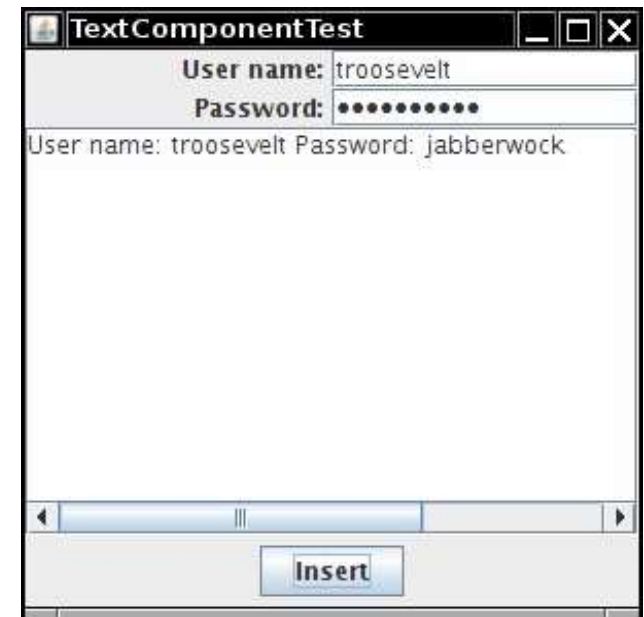 TextComponentTest
User name: troosevelt
Password: ●●●●●●●●●●
User name: troosevelt Password: jabberwock
Insert